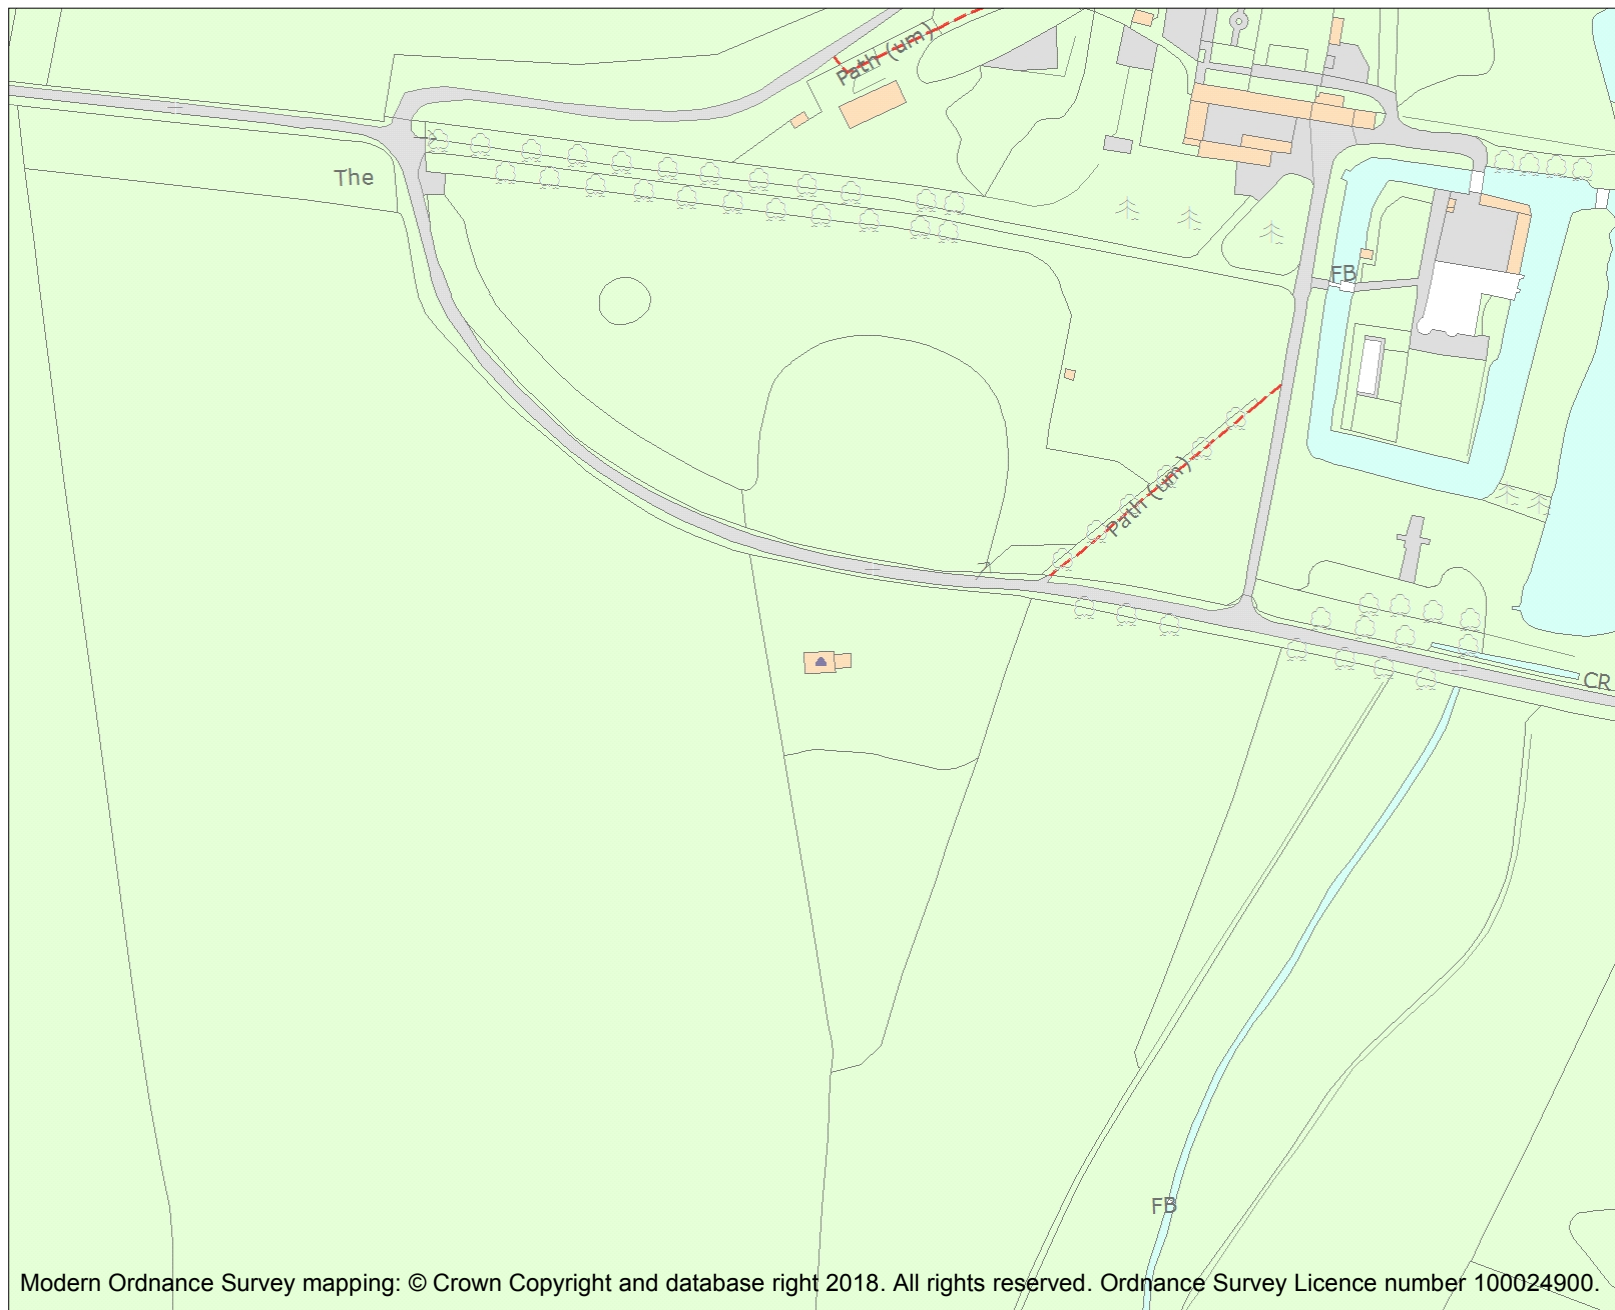 Path (um)
The
FB
Path (um)
CR
FB
Modern Ordnance Survey mapping: © Crown Copyright and database right 2018. All rights reserved. Ordnance Survey Licence number 100024900.